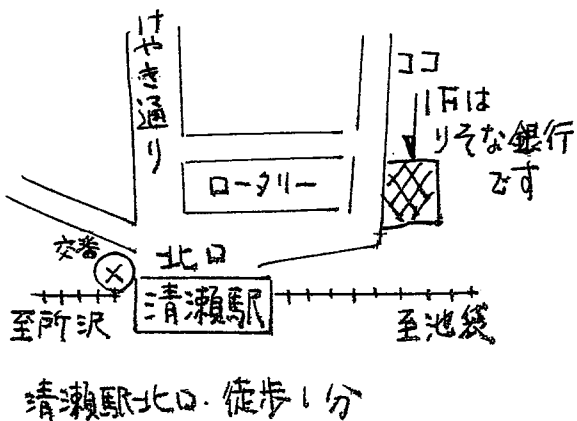 けやき通り
ココ
1Fは
りそな銀行
です
ロータリー
交番
北口
清瀬駅
至所沢
至池袋
清瀬駅北口・徒歩1分